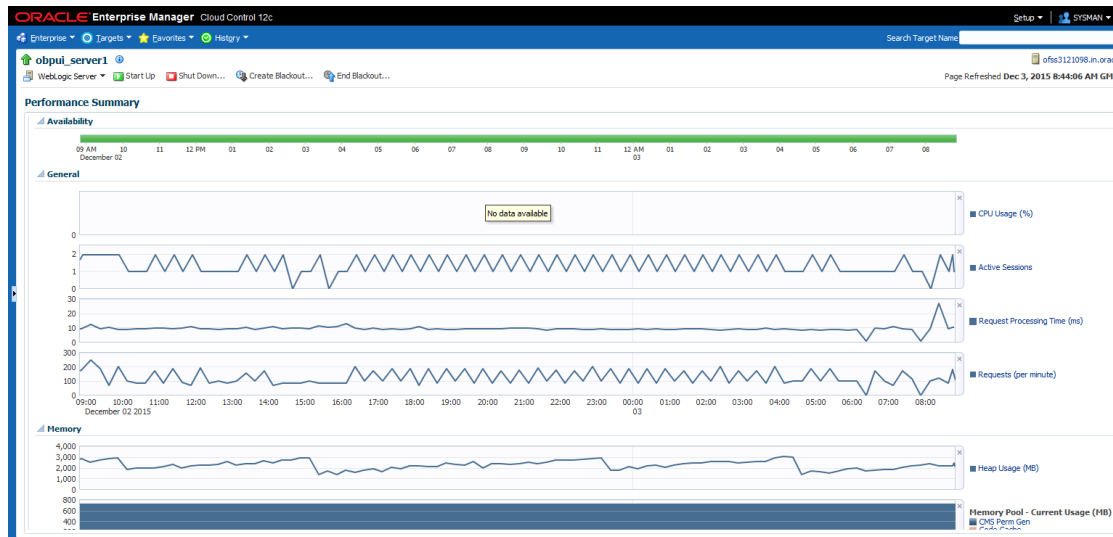 ORACLE Enterprise Manager Cloud Control 12c
Setup SYSMAN
Enterprise Targets Favorites History Search Target Name
obpui_server1 ofss3121098.in.orac
WebLogic Server Start Up Shut Down... Create Blackout... End Blackout... Page Refreshed Dec 3, 2015 8:44:06 AM GM
Performance Summary
Availability
09 AM 10 11 12 PM 01 02 03 04 05 06 07 08 09 10 11 12 AM 01 02 03 04 05 06 07 08
December 02 03
General
No data available
CPU Usage (%)
0
2
1
0
Active Sessions
30
20
10
0
Request Processing Time (ms)
300
200
100
0
Requests (per minute)
09:00 10:00 11:00 12:00 13:00 14:00 15:00 16:00 17:00 18:00 19:00 20:00 21:00 22:00 23:00 00:00 01:00 02:00 03:00 04:00 05:00 06:00 07:00 08:00
December 02 2015 03
Memory
4,000
3,000
2,000
1,000
0
Heap Usage (MB)
800
600
400
Memory Pool - Current Usage (MB)
CMS Perm Gen